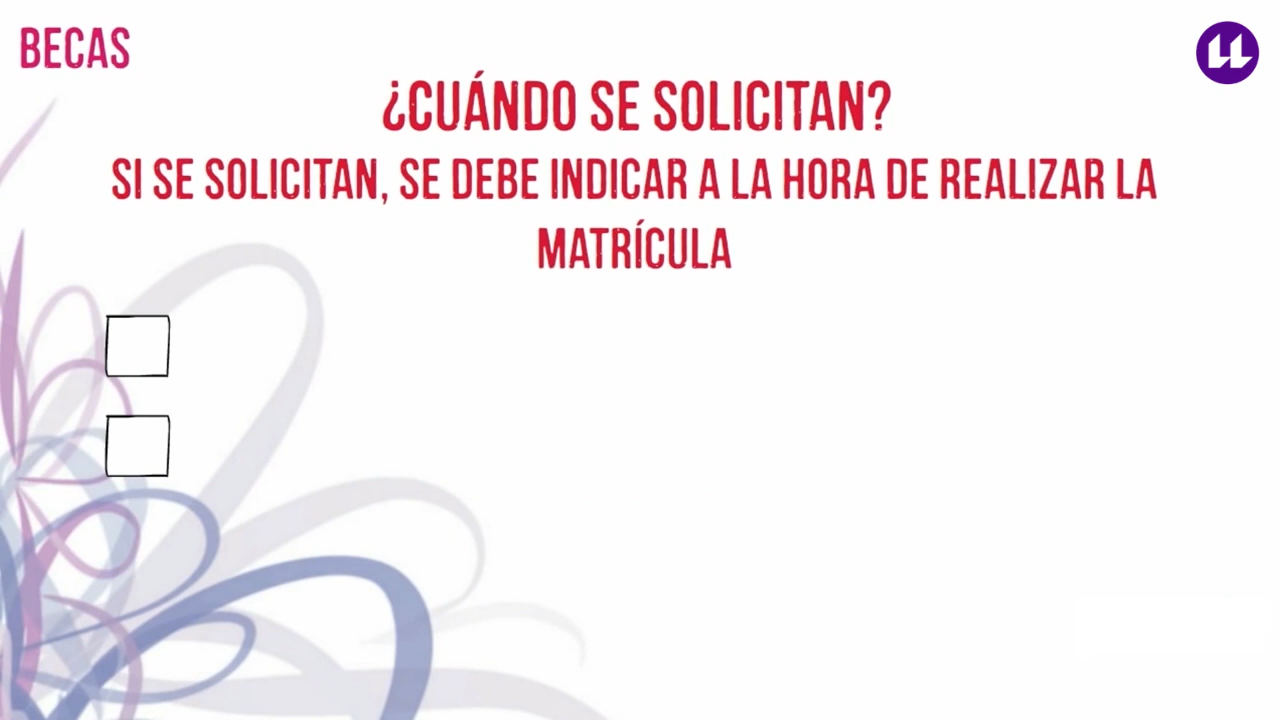 BECAS
¿CUÁNDO SE SOLICITAN?
SI SE SOLICITAN, SE DEBE INDICAR A LA HORA DE REALIZAR LA
MATRÍCULA